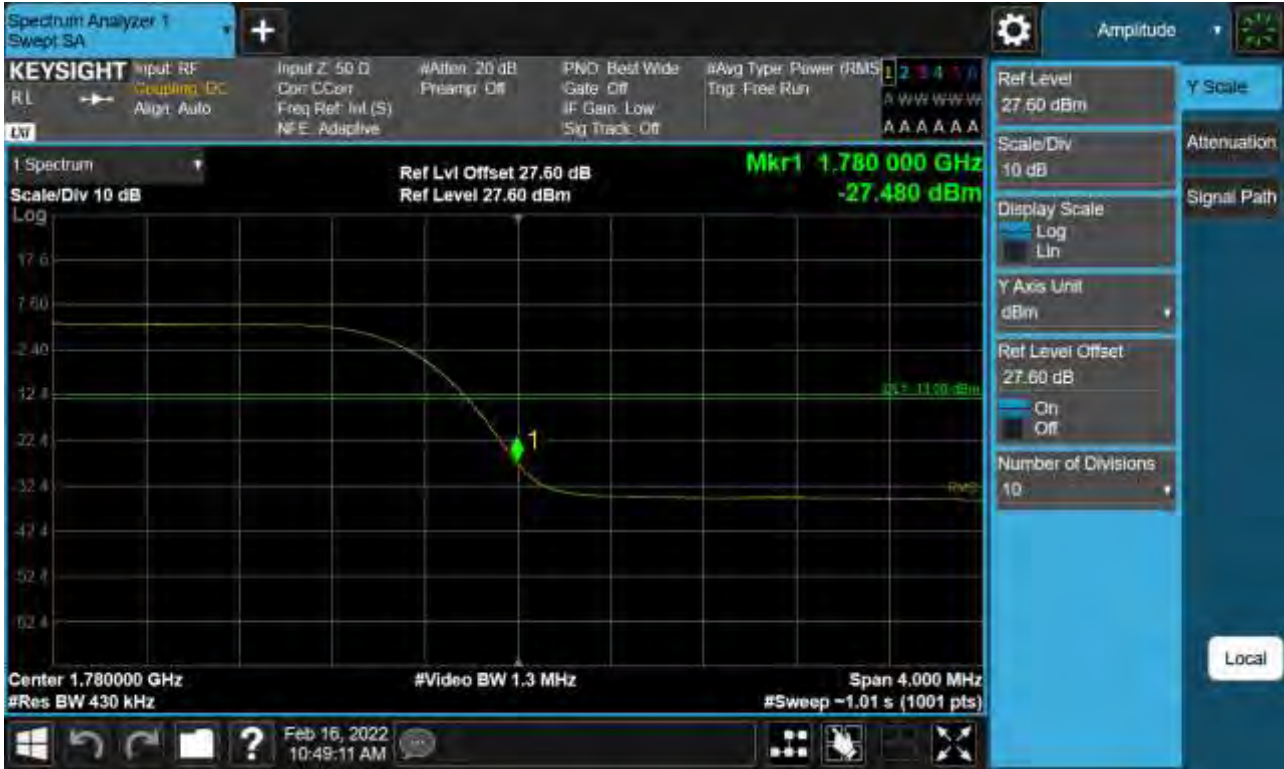 Spectrum Analyzer 1
Swept SA
Amplitude
KEYSIGHT
RL
LXI
Input: RF
Coupling: DC
Align: Auto
Input Z: 50 Ω
Corr CCorr
Freq Ref: Int (S)
NFE: Adaptive
#Atten: 20 dB
Preamp: Off
PNO: Best Wide
Gate: Off
IF Gain: Low
Sig Track: Off
#Avg Type: Power (RMS
Trig: Free Run
1 2 3 4 5 6
A W W W W W
A A A A A A
1 Spectrum
Scale/Div 10 dB
Ref Lvl Offset 27.60 dB
Ref Level 27.60 dBm
Mkr1 1.780 000 GHz
-27.480 dBm
Log
17.6
7.60
-2.40
-12.4
-22.4
-32.4
-42.4
-52.4
-62.4
DL1 -13.00 dBm
1
RMS
Center 1.780000 GHz
#Res BW 430 kHz
#Video BW 1.3 MHz
Span 4.000 MHz
#Sweep ~1.01 s (1001 pts)
Ref Level
27.60 dBm
Scale/Div
10 dB
Display Scale
Log
Lin
Y Axis Unit
dBm
Ref Level Offset
27.60 dB
On
Off
Number of Divisions
10
Y Scale
Attenuation
Signal Path
Local
?
Feb 16, 2022
10:49:11 AM